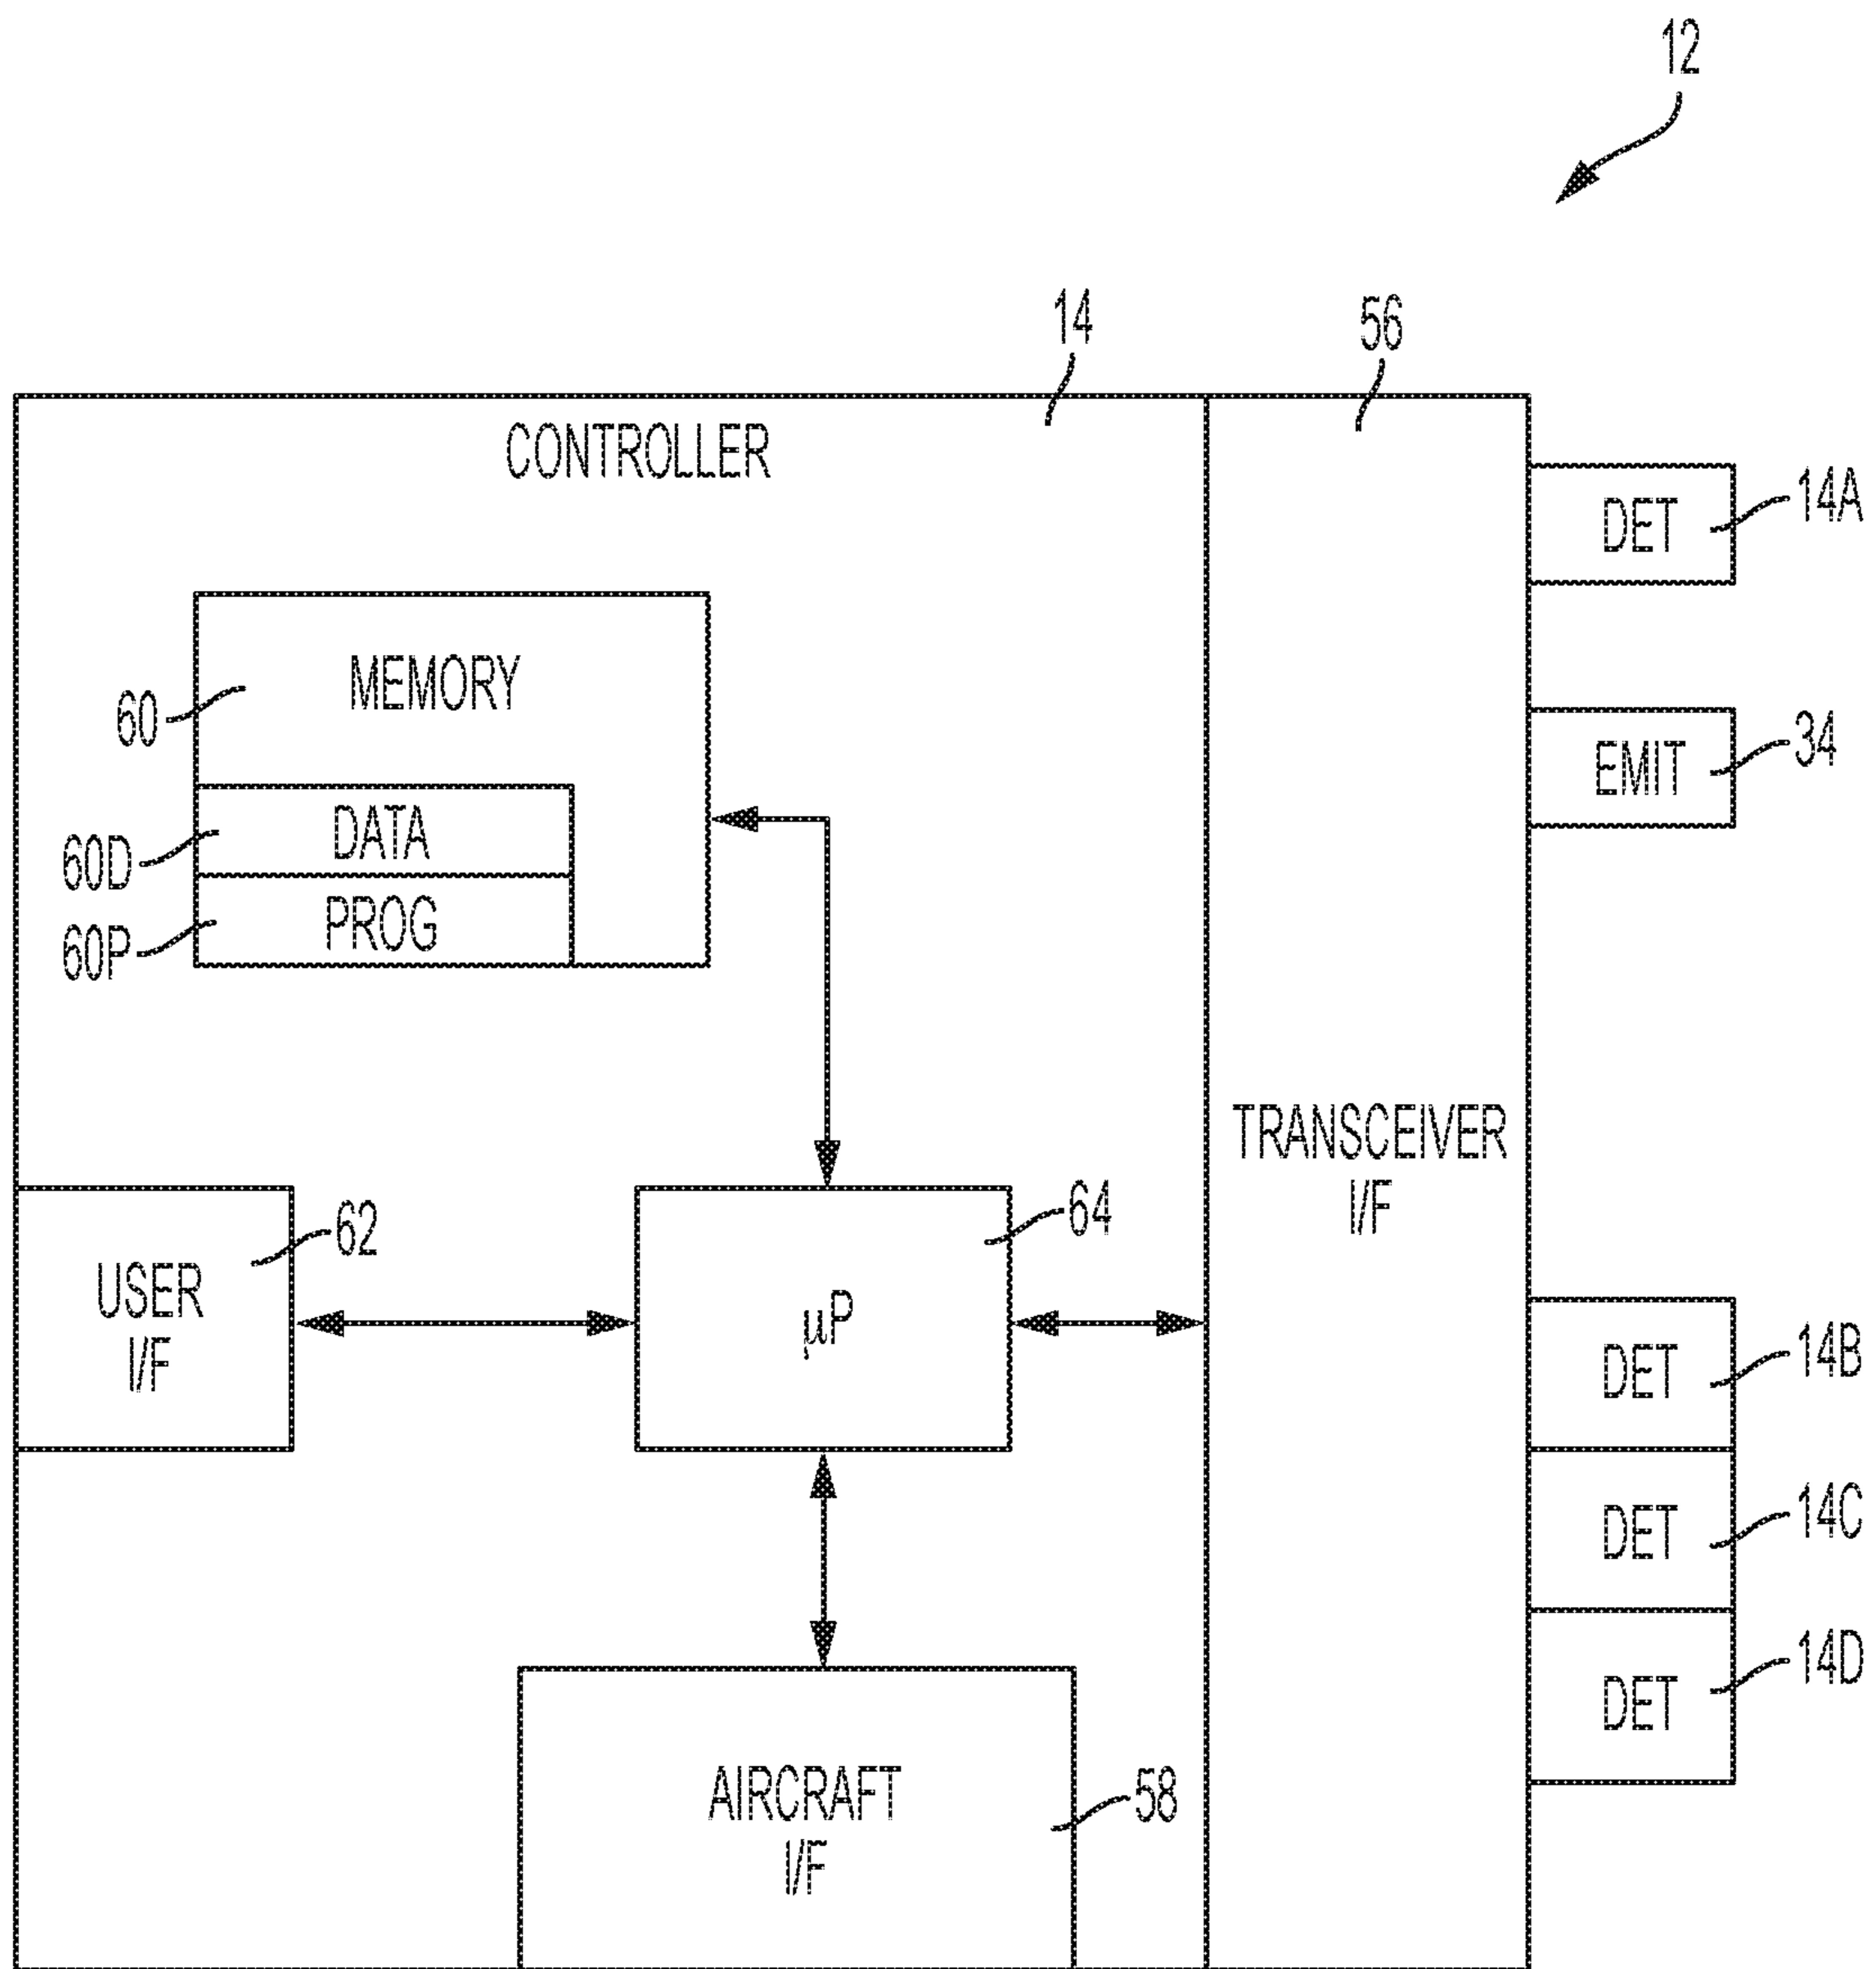 12
14
56
CONTROLLER
14A
DET
MEMORY
60
34
EMIT
DATA
60D
PROG
60P
TRANSCEIVER
I/F
64
62
USER
I/F
µP
14B
DET
14C
DET
14D
DET
AIRCRAFT
I/F
58